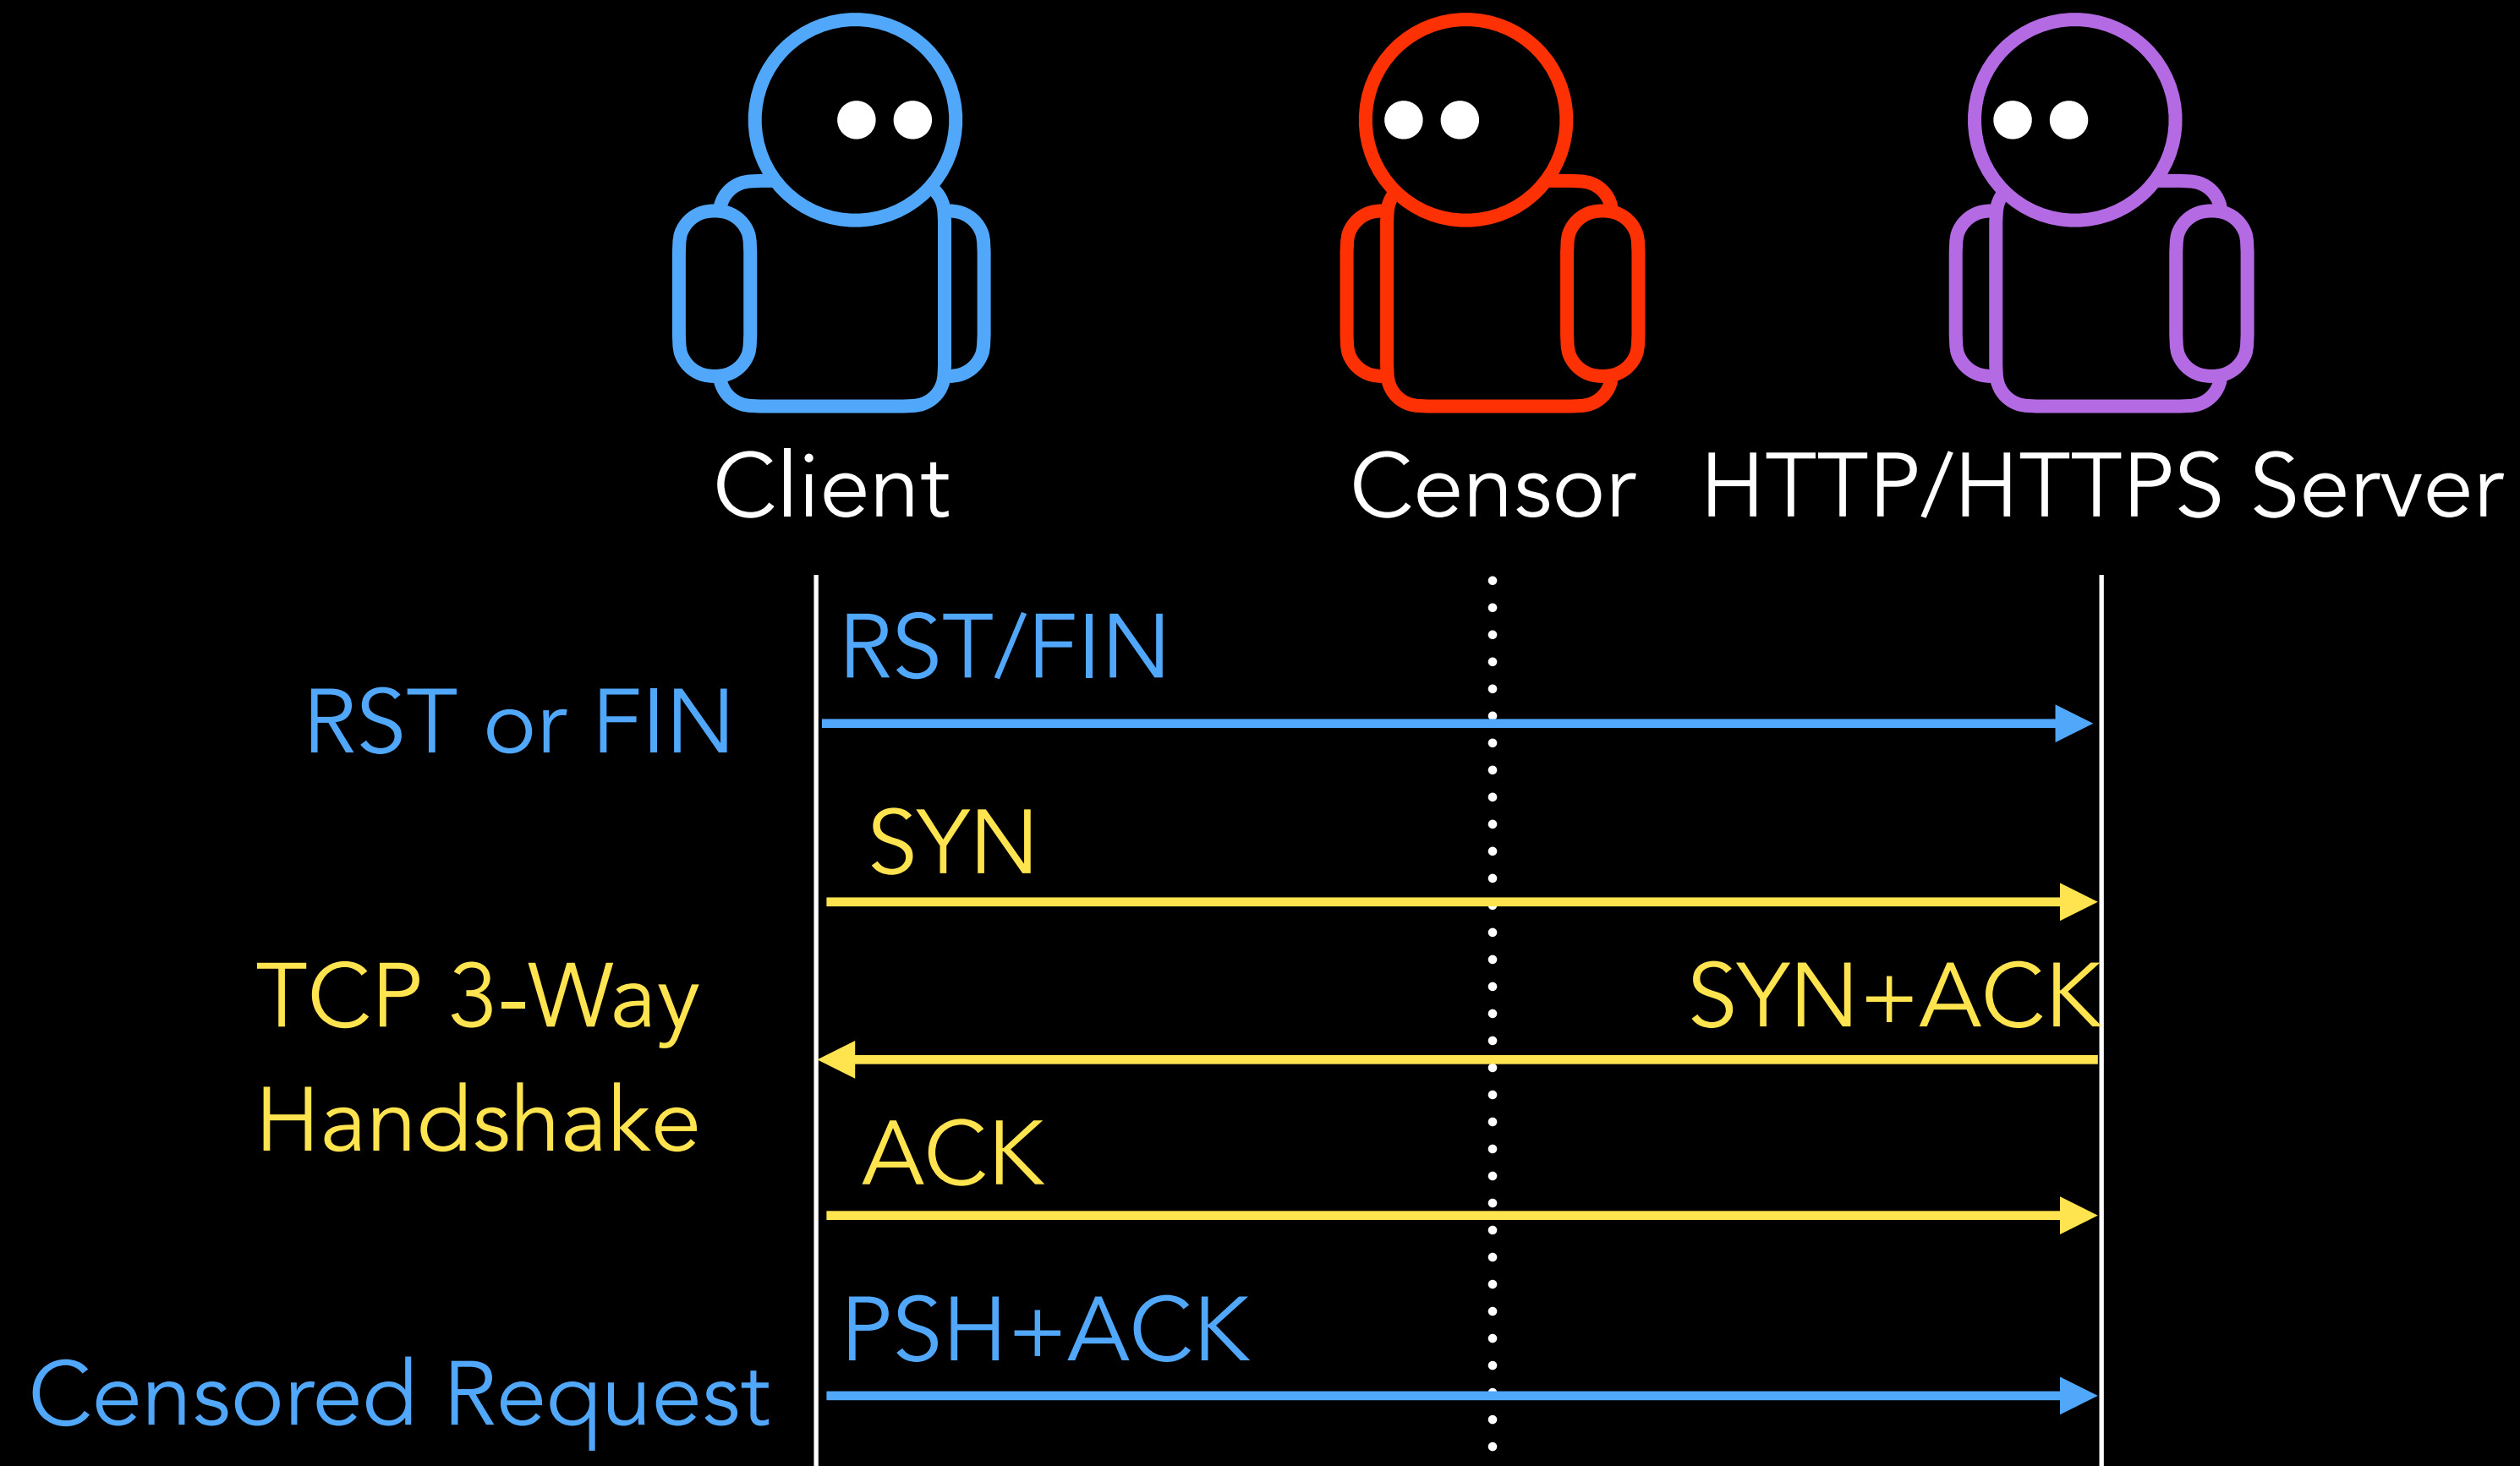 Client
Censor
HTTP/HTTPS Server
RST/FIN
RST or FIN
SYN
SYN+ACK
TCP 3-Way
Handshake
ACK
PSH+ACK
Censored Request